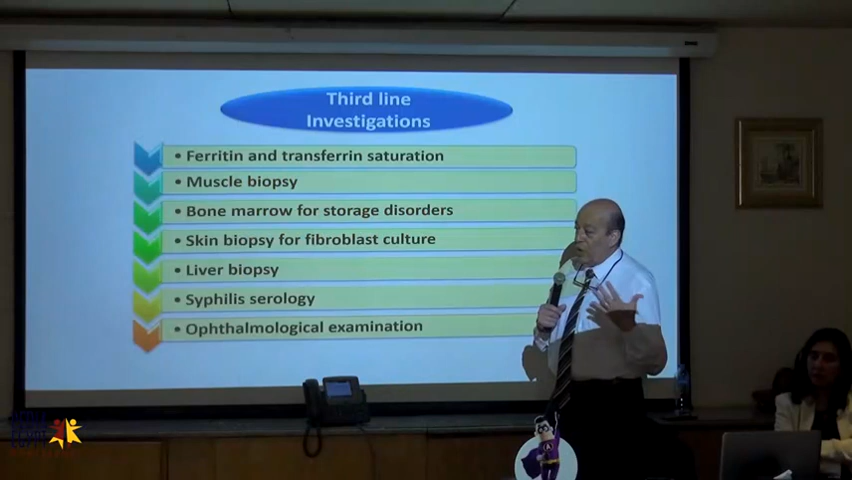 Third line
Investigations
• Ferritin and transferrin saturation
• Muscle biopsy
• Bone marrow for storage disorders
• Skin biopsy for fibroblast culture
• Liver biopsy
• Syphilis serology
• Ophthalmological examination